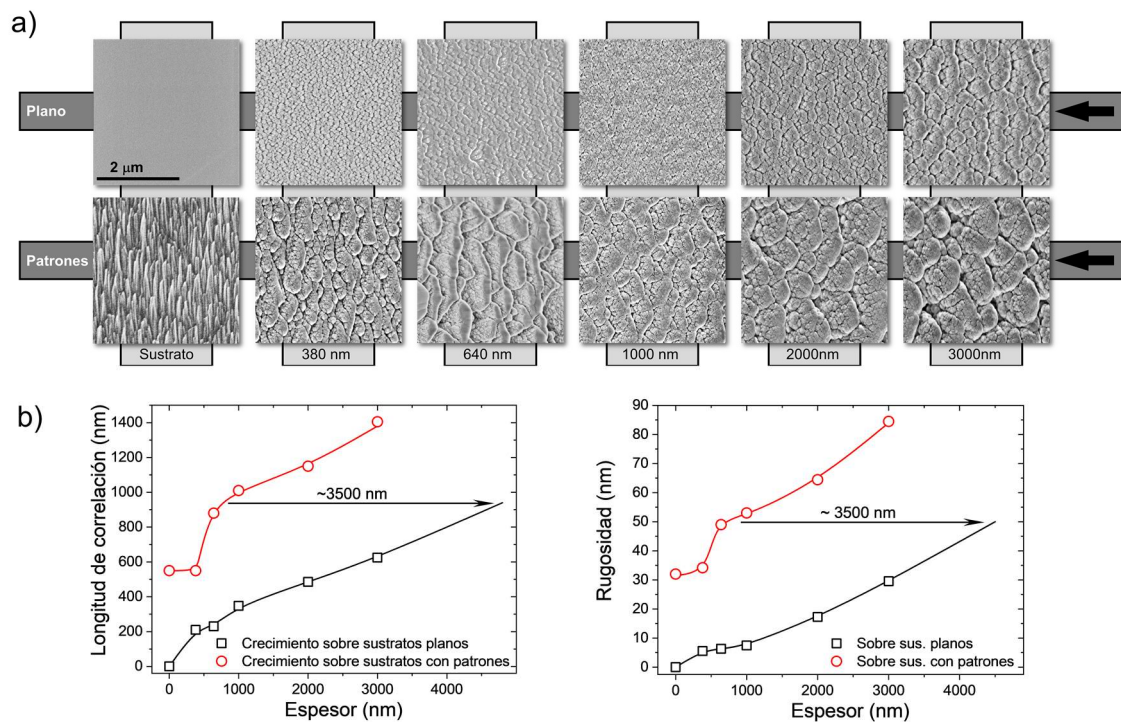 a)
Plano
2 μm
Patrones
Sustrato
380 nm
640 nm
1000 nm
2000nm
3000nm
b)
Longitud de correlación (nm)
1400
1200
1000
800
600
400
200
0
~3500 nm
Crecimiento sobre sustratos planos
Crecimiento sobre sustratos con patrones
0
1000
2000
3000
4000
Espesor (nm)
Rugosidad (nm)
90
80
70
60
50
40
30
20
10
0
~ 3500 nm
Sobre sus. planos
Sobre sus. con patrones
0
1000
2000
3000
4000
Espesor (nm)